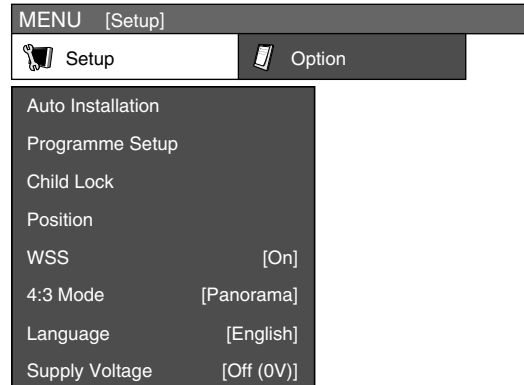 MENU [Setup]
Setup Option
Auto Installation
Programme Setup
Child Lock
Position
WSS [On]
4:3 Mode [Panorama]
Language [English]
Supply Voltage [Off (0V)]